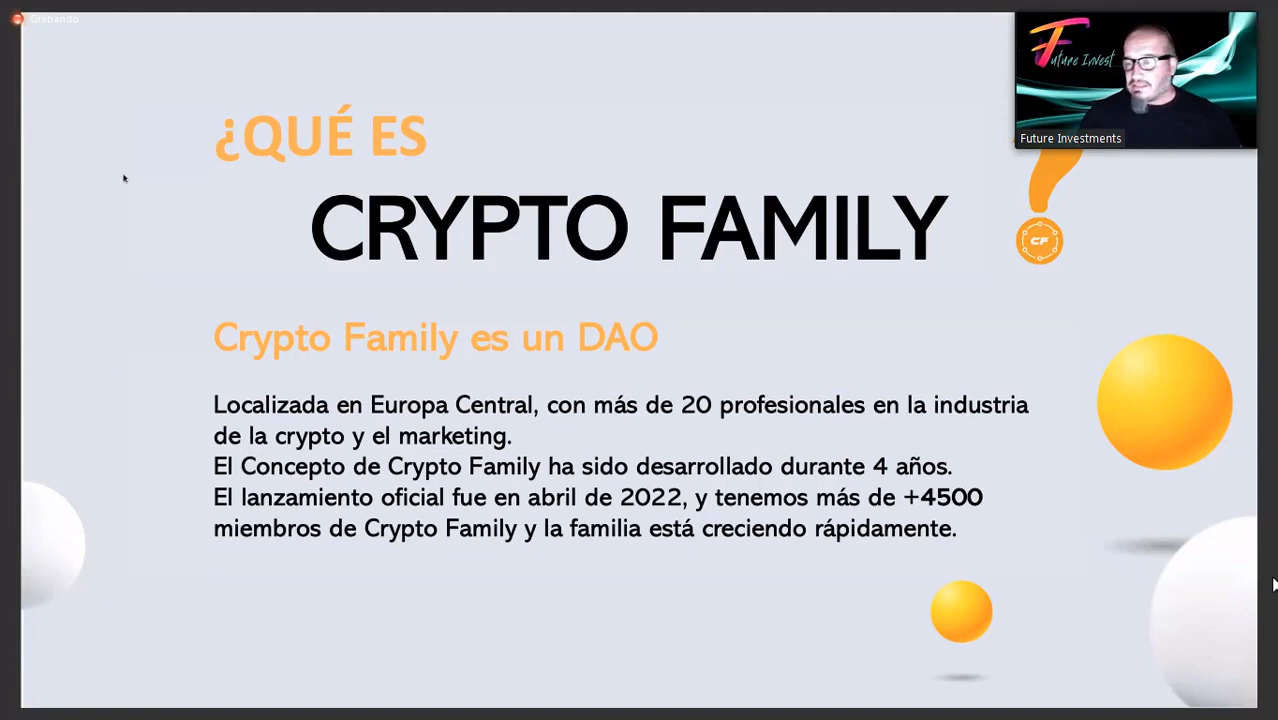 Grabando
Future Invest
Future Investments
¿QUÉ ES
CRYPTO FAMILY
CF
Crypto Family es un DAO
Localizada en Europa Central, con más de 20 profesionales en la industria
de la crypto y el marketing.
El Concepto de Crypto Family ha sido desarrollado durante 4 años.
El lanzamiento oficial fue en abril de 2022, y tenemos más de +4500
miembros de Crypto Family y la familia está creciendo rápidamente.